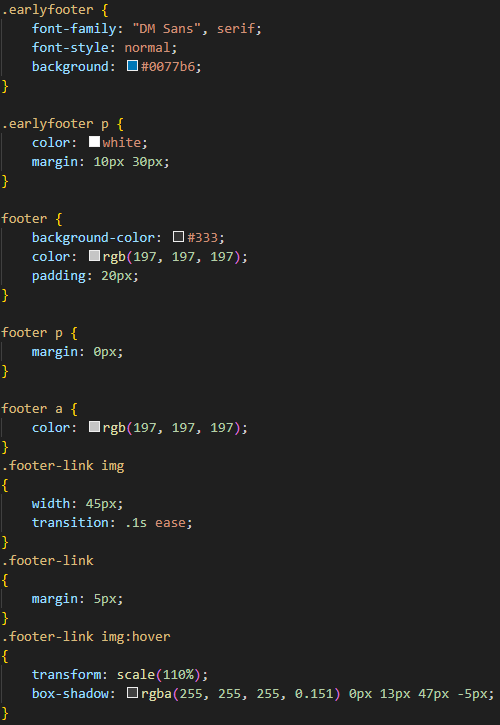 .earlyfooter {
font-family: "DM Sans", serif;
font-style: normal;
background: #0077b6;
}
.earlyfooter p {
color: white;
margin: 10px 30px;
}
footer {
background-color: #333;
color: rgb(197, 197, 197);
padding: 20px;
}
footer p {
margin: 0px;
}
footer a {
color: rgb(197, 197, 197);
}
.footer-link img
{
width: 45px;
transition: .1s ease;
}
.footer-link
{
margin: 5px;
}
.footer-link img:hover
{
transform: scale(110%);
box-shadow: rgba(255, 255, 255, 0.151) 0px 13px 47px -5px;
}